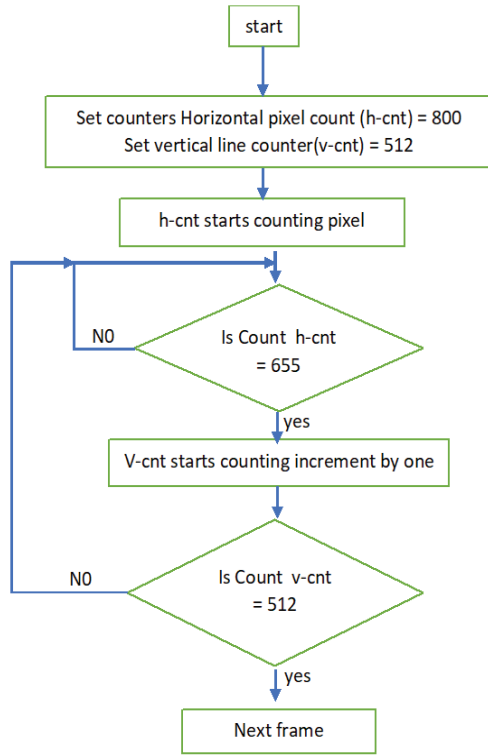 start
Set counters Horizontal pixel count (h-cnt) = 800
Set vertical line counter(v-cnt) = 512
h-cnt starts counting pixel
Is Count h-cnt
= 655
N0
yes
V-cnt starts counting increment by one
Is Count v-cnt
= 512
N0
yes
Next frame